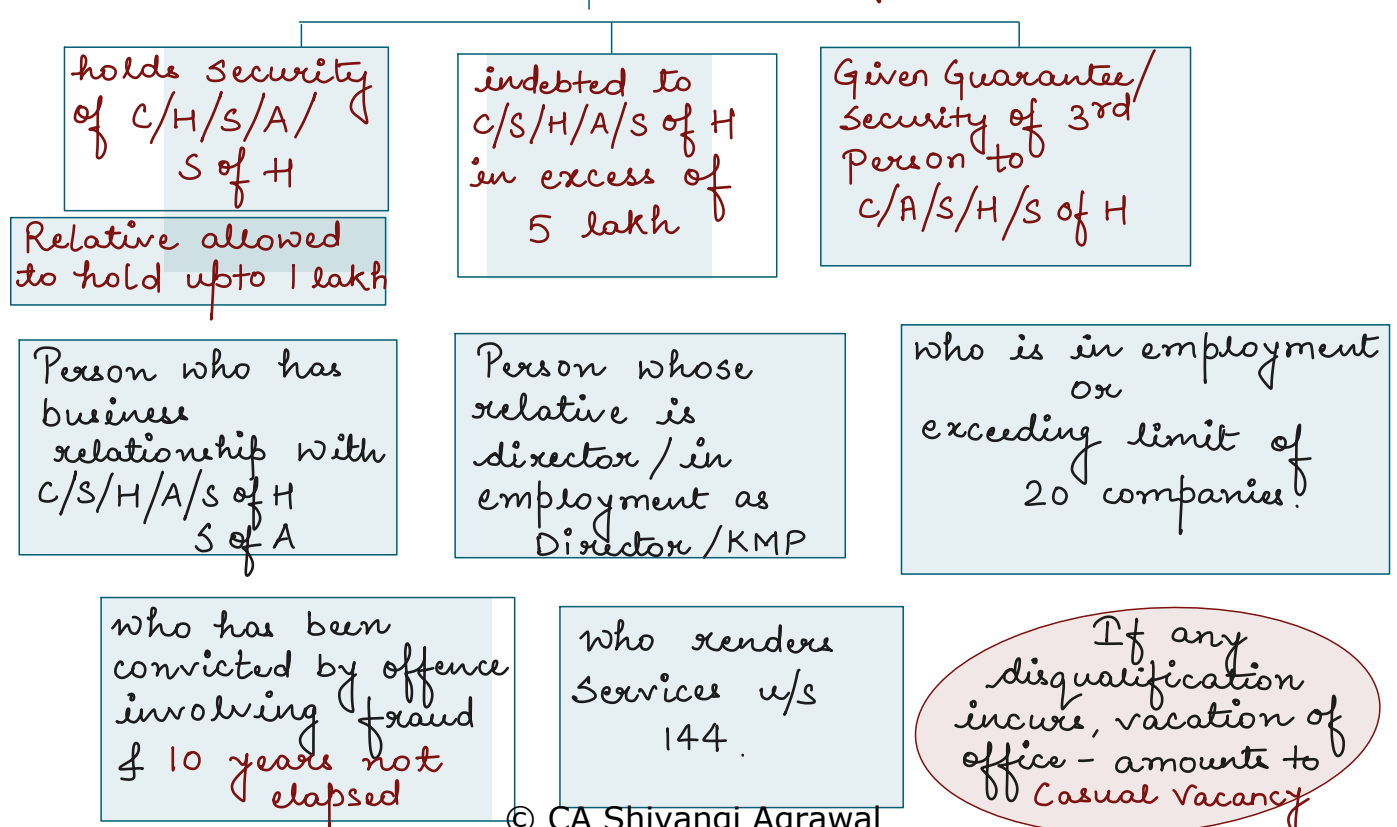 holds security
of C/H/S/A/
S of H
Relative allowed
to hold upto 1 lakh
indebted to
C/S/H/A/S of H
in excess of
5 lakh
Given Guarantee/
Security of 3rd
Person to
C/A/S/H/S of H
Person who has
business
relationship with
C/S/H/A/S of H
S of A
Person whose
relative is
director / in
employment as
Director /KMP
who is in employment
or
exceeding limit of
20 companies.
who has been
convicted by offence
involving fraud
& 10 years not
elapsed
who renders
Services u/s
144.
If any
disqualification
incurs, vacation of
office - amounts to
Casual Vacancy
© CA Shivangi Agrawal